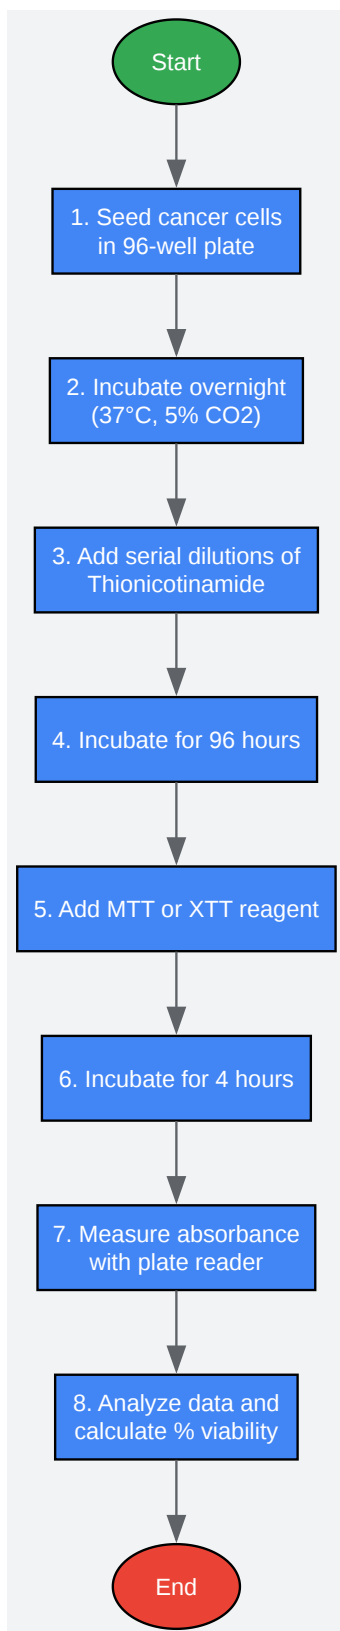 Start
1. Seed cancer cells
in 96-well plate
2. Incubate overnight
(37°C, 5% CO2)
3. Add serial dilutions of
Thionicotinamide
4. Incubate for 96 hours
5. Add MTT or XTT reagent
6. Incubate for 4 hours
7. Measure absorbance
with plate reader
8. Analyze data and
calculate % viability
End